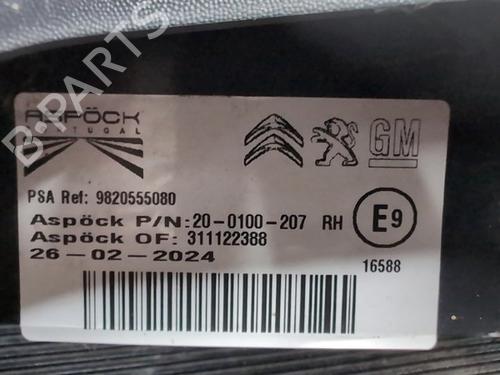 ASPÖCK
PORTUGAL
GM
PSA Ref: 9820555080
Aspöck P/N:20-0100-207 RH
E9
Aspöck OF: 311122388
26-02-2024
16588
B-PARTS